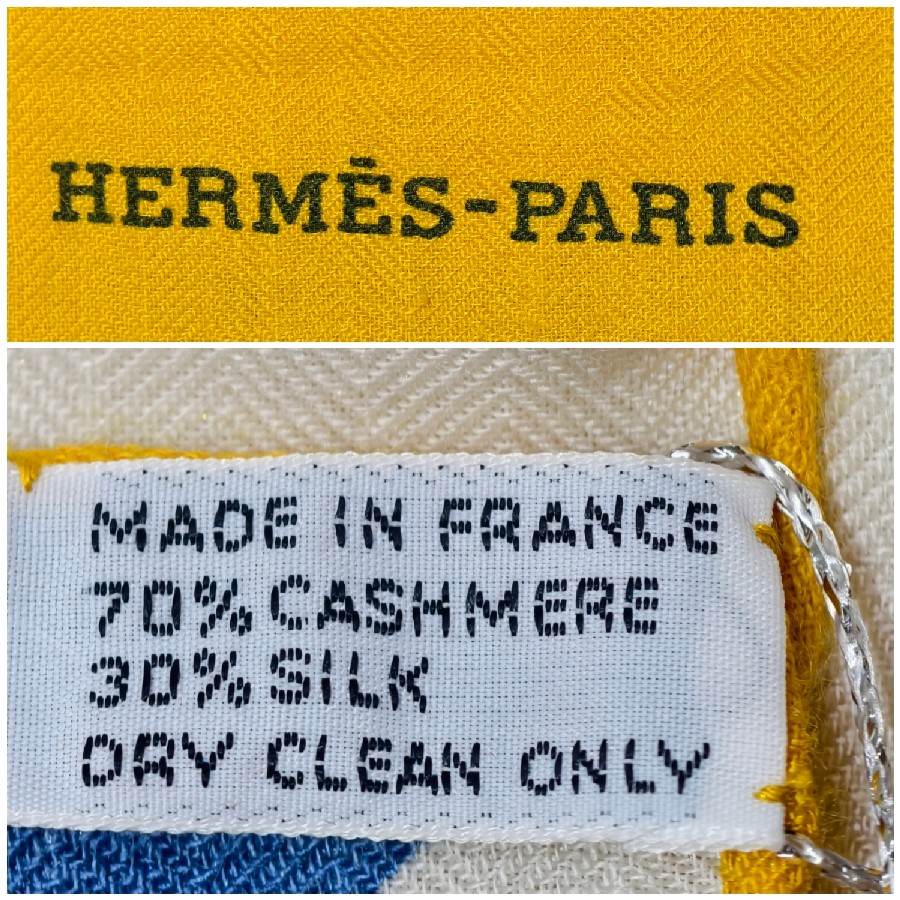 HERMÈS-PARIS
MADE IN FRANCE
70% CASHMERE
30% SILK
DRY CLEAN ONLY